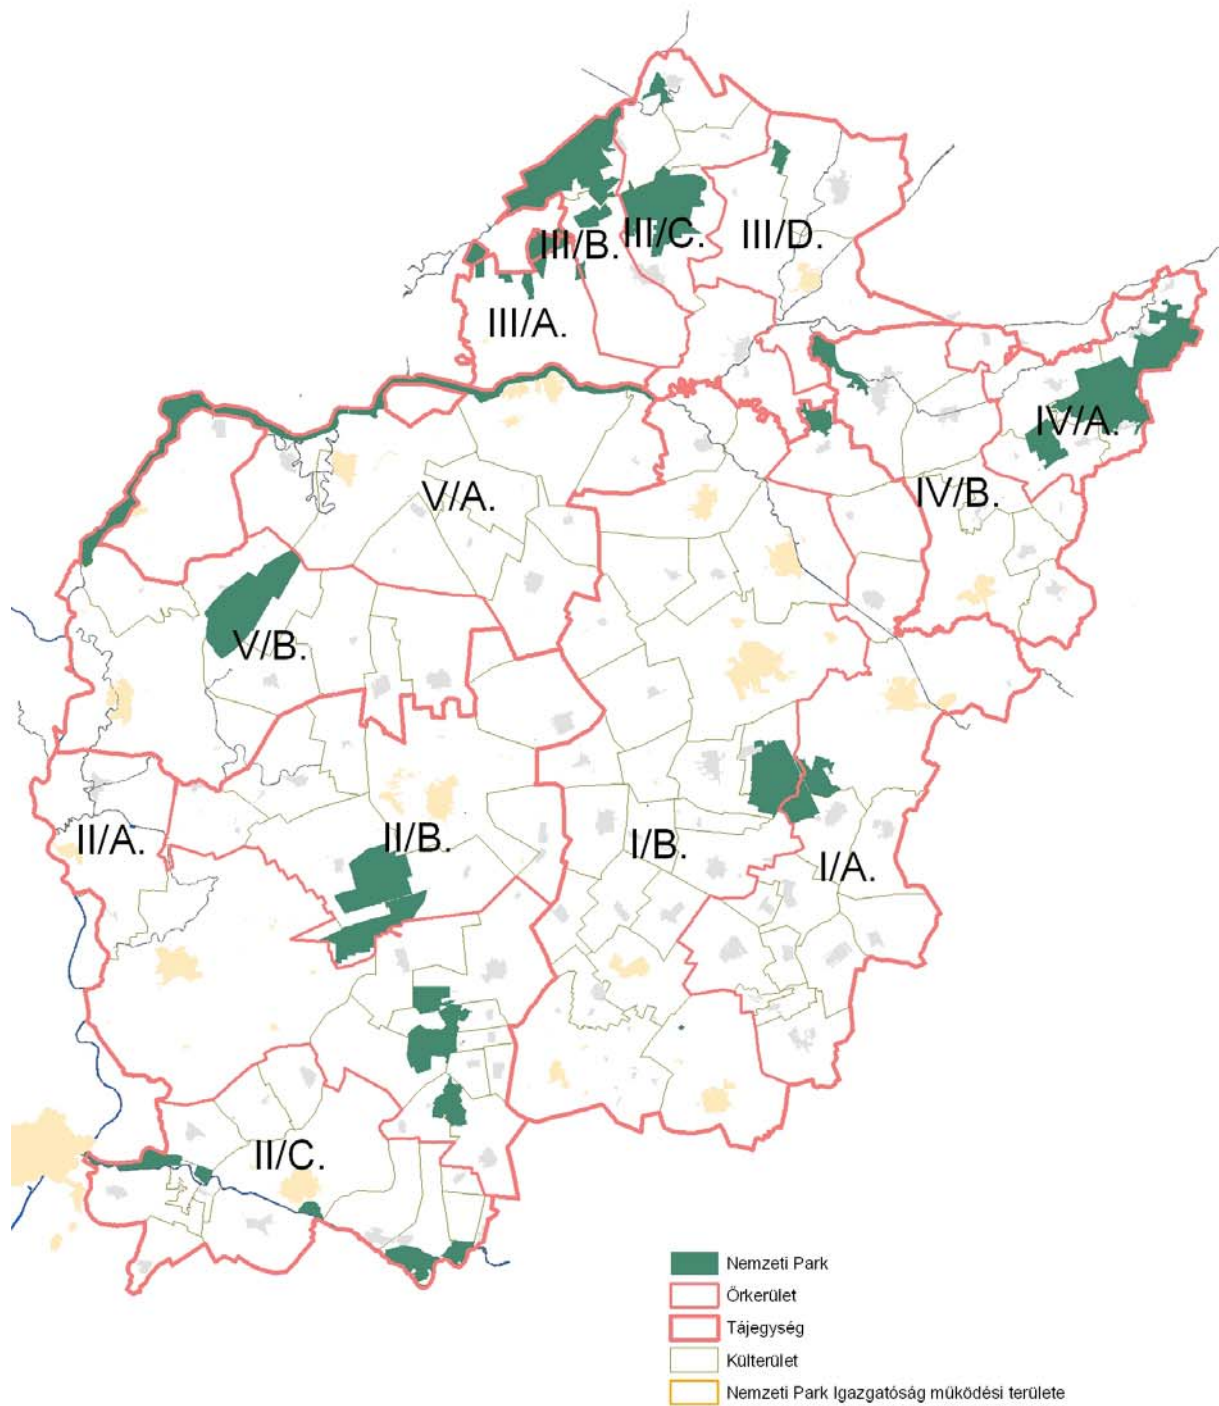 III/B.
III/C.
III/D.
III/A.
IV/A.
V/A.
IV/B.
V/B.
II/A.
II/B.
I/B.
I/A.
II/C.
Nemzeti Park
Őrkerület
Tájegység
Külterület
Nemzeti Park Igazgatóság működési területe